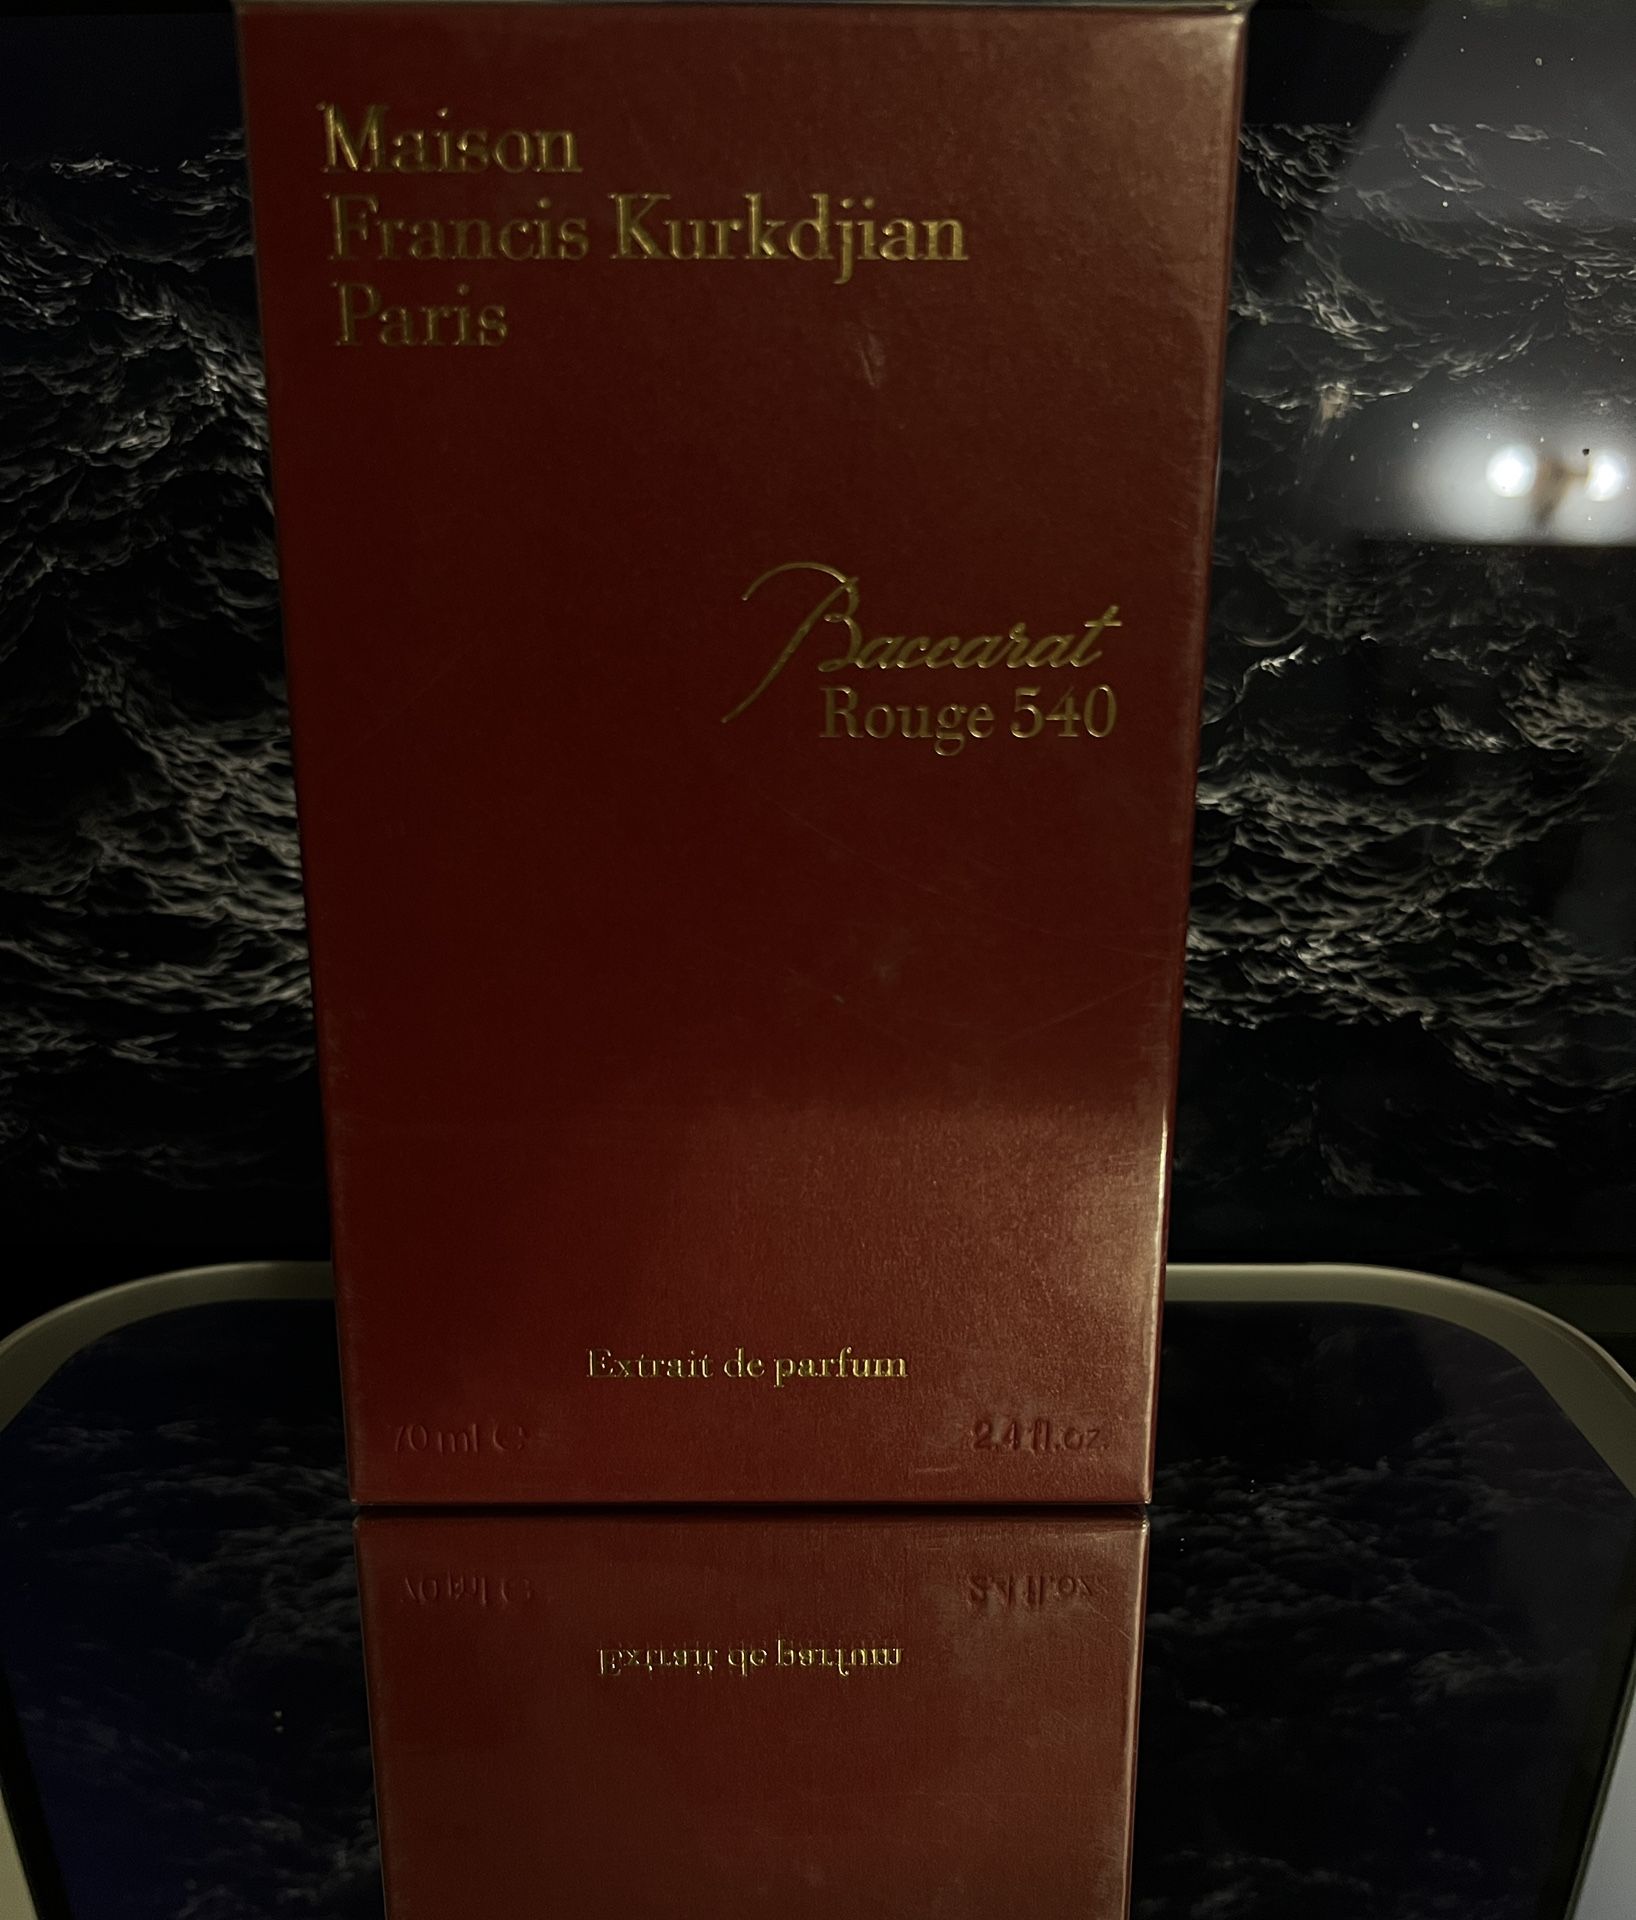 Maison
Francis Kurkdjian
Paris
Baccarat
Rouge 540
Extrait de parfum
70 ml ℮ 2.4 fl.oz.